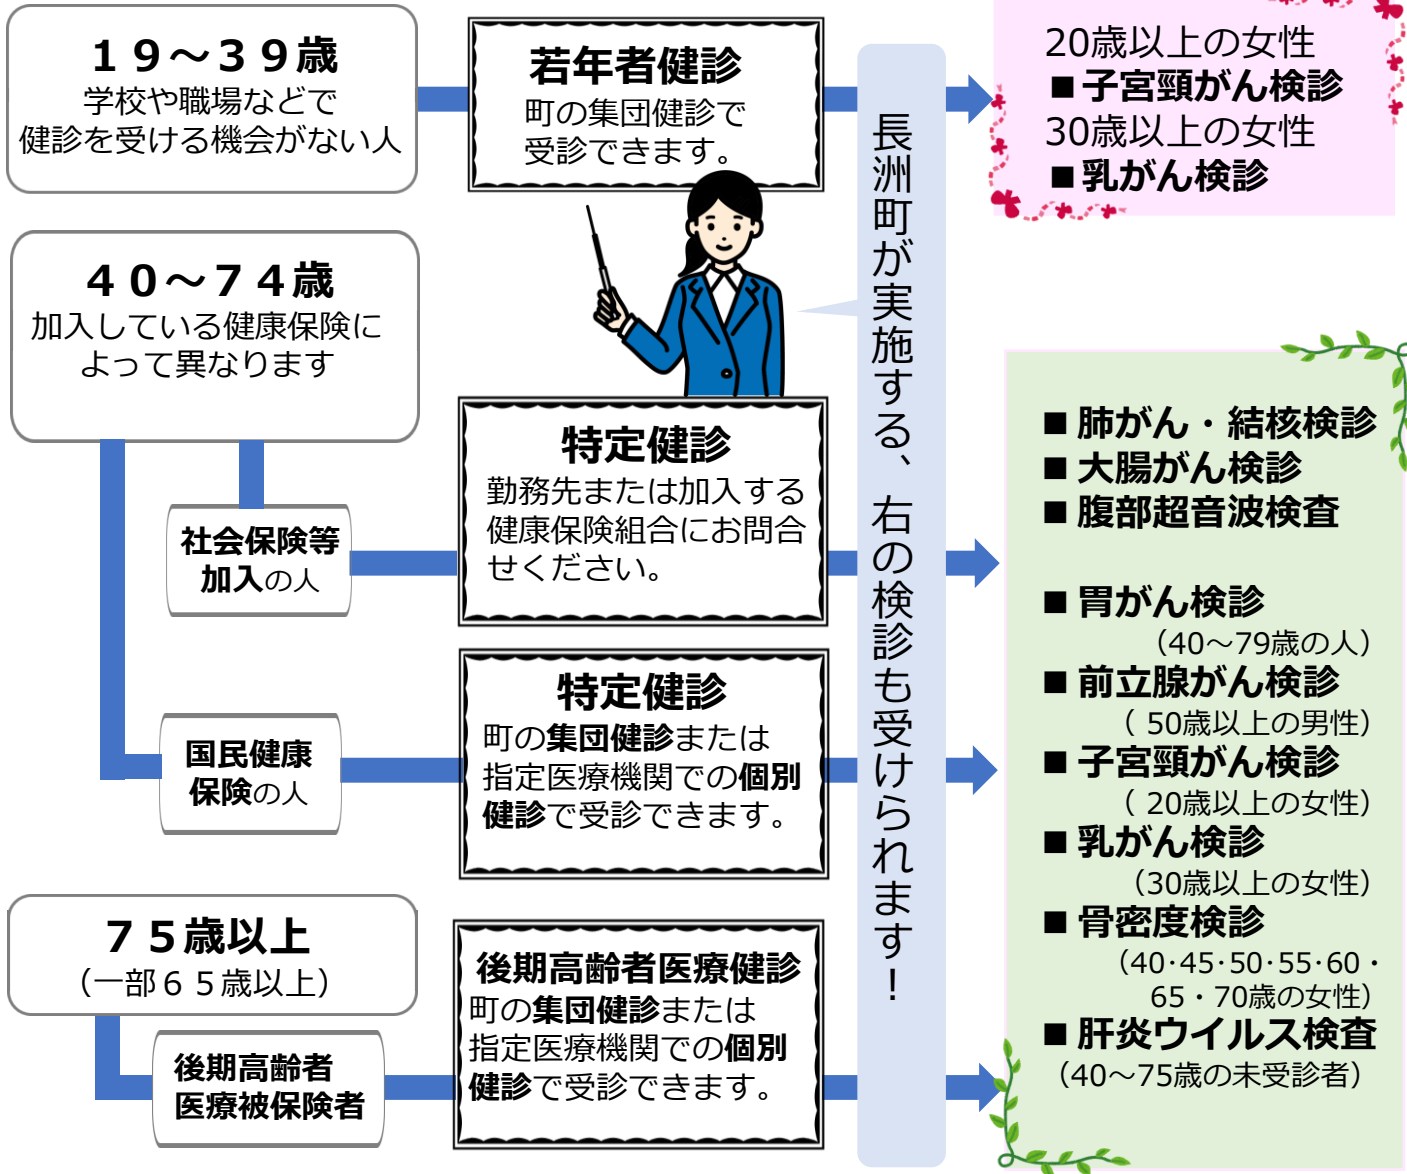 １９～３９歳
学校や職場などで
健診を受ける機会がない人
若年者健診
町の集団健診で
受診できます。
20歳以上の女性
■子宮頸がん検診
30歳以上の女性
■乳がん検診
長洲町が実施する、右の検診も受けられます！
４０～７４歳
加入している健康保険に
よって異なります
社会保険等
加入の人
特定健診
勤務先または加入する
健康保険組合にお問合
せください。
国民健康
保険の人
特定健診
町の集団健診または
指定医療機関での個別
健診で受診できます。
７５歳以上
（一部６５歳以上）
後期高齢者
医療被保険者
後期高齢者医療健診
町の集団健診または
指定医療機関での個別
健診で受診できます。
■肺がん・結核検診
■大腸がん検診
■腹部超音波検査
■胃がん検診
（40～79歳の人）
■前立腺がん検診
（ 50歳以上の男性）
■子宮頸がん検診
（ 20歳以上の女性）
■乳がん検診
（30歳以上の女性）
■骨密度検診
（40･45･50･55･60・
65・70歳の女性）
■肝炎ウイルス検査
（40～75歳の未受診者）